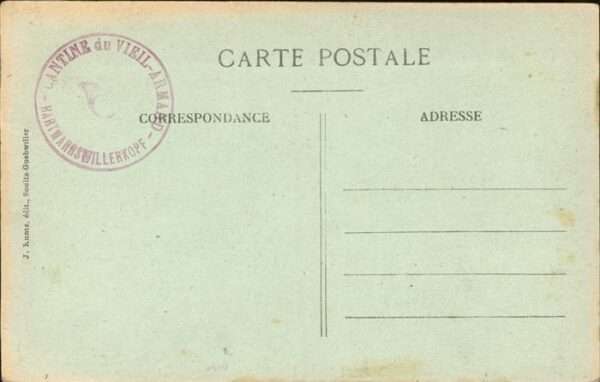 CARTE POSTALE
CANTINE du VIEIL-ARMAND
- HARTMANNSWILLERKOPF -
CORRESPONDANCE
ADRESSE
J. Kuntz, édit., Soultz-Guebwiller